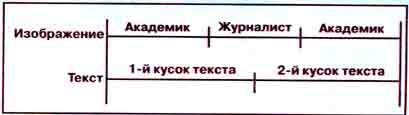 Изображение Академик Журналист Академик
Текст 1-й кусок текста 2-й кусок текста